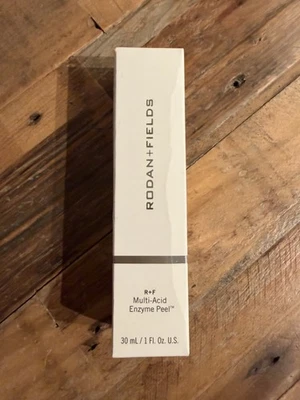 RODAN+FIELDS
R+F
Multi-Acid
Enzyme Peel™
30 mL / 1 Fl. Oz. U.S.